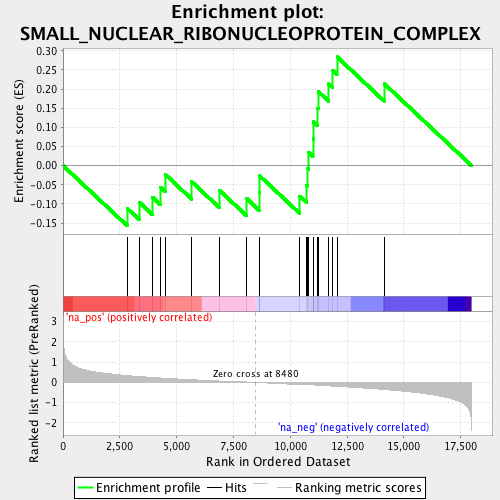 Enrichment plot:
SMALL_NUCLEAR_RIBONUCLEOPROTEIN_COMPLEX
Enrichment score (ES)
0.30
0.25
0.20
0.15
0.10
0.05
0.00
-0.05
-0.10
-0.15
'na_pos' (positively correlated)
Ranked list metric (PreRanked)
3
2
1
0
-1
-2
Zero cross at 8480
'na_neg' (negatively correlated)
0 2,500 5,000 7,500 10,000 12,500 15,000 17,500
Rank in Ordered Dataset
Enrichment profile Hits Ranking metric scores